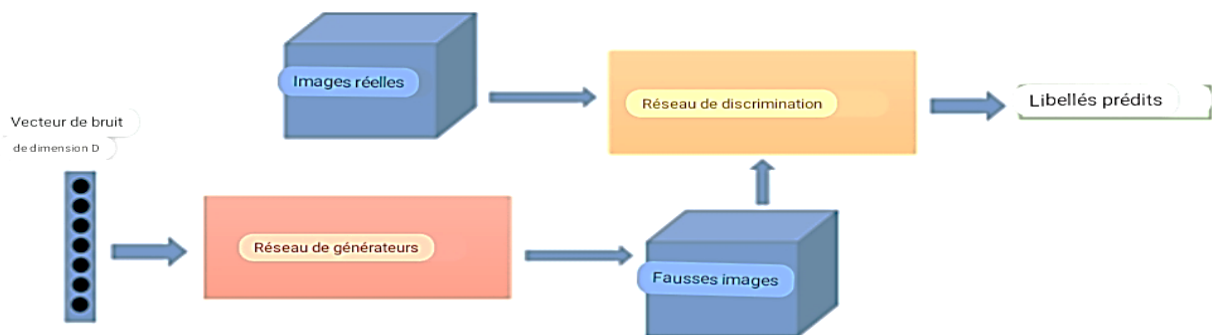 Images réelles
Réseau de discrimination
Libellés prédits
Vecteur de bruit
de dimension D
Réseau de générateurs
Fausses images